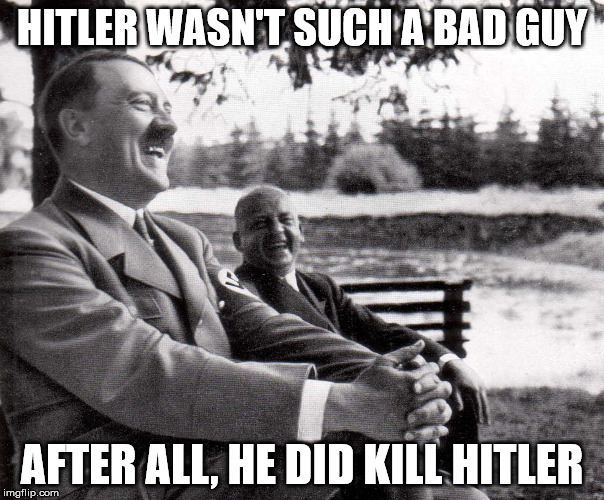 HITLER WASN'T SUCH A BAD GUY
AFTER ALL, HE DID KILL HITLER
imgflip.com